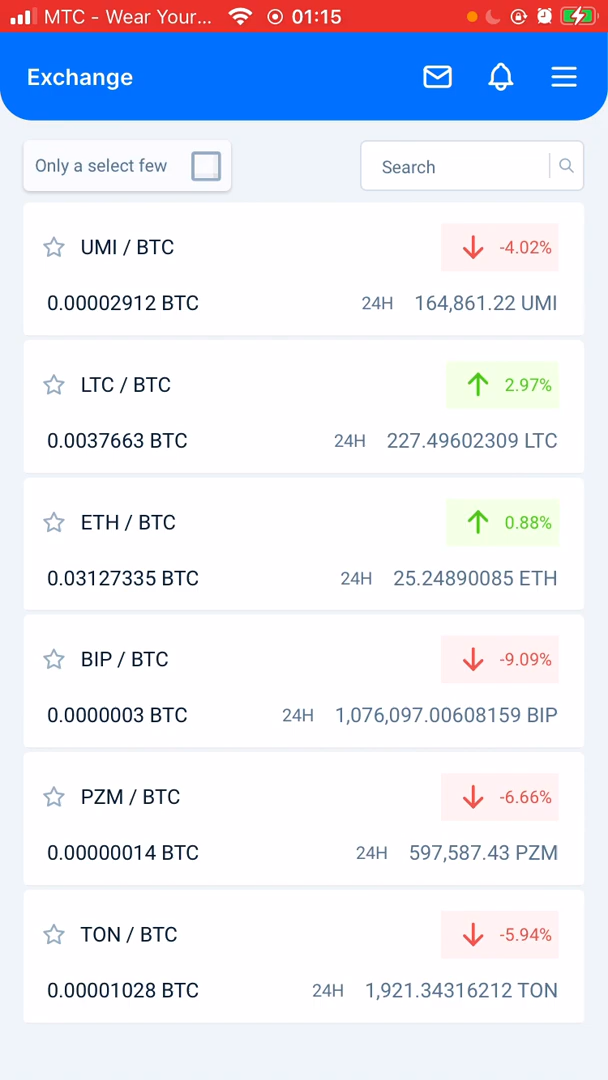 MTC - Wear Your... 01:15
Exchange
Only a select few
Search
UMI / BTC -4.02%
0.00002912 BTC 24H 164,861.22 UMI
LTC / BTC 2.97%
0.0037663 BTC 24H 227.49602309 LTC
ETH / BTC 0.88%
0.03127335 BTC 24H 25.24890085 ETH
BIP / BTC -9.09%
0.0000003 BTC 24H 1,076,097.00608159 BIP
PZM / BTC -6.66%
0.00000014 BTC 24H 597,587.43 PZM
TON / BTC -5.94%
0.00001028 BTC 24H 1,921.34316212 TON